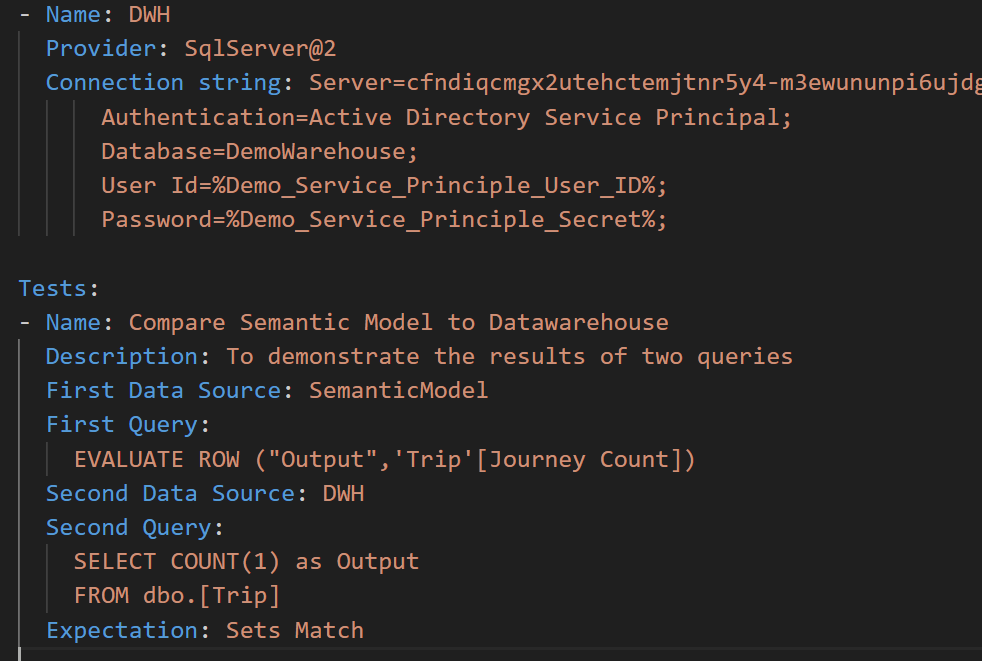 - Name: DWH
Provider: SqlServer@2
Connection string: Server=cfndiqcmgx2utehctemjtnr5y4-m3ewununpi6ujdg
Authentication=Active Directory Service Principal;
Database=DemoWarehouse;
User Id=%Demo_Service_Principle_User_ID%;
Password=%Demo_Service_Principle_Secret%;
Tests:
- Name: Compare Semantic Model to Datawarehouse
Description: To demonstrate the results of two queries
First Data Source: SemanticModel
First Query:
EVALUATE ROW ("Output",'Trip'[Journey Count])
Second Data Source: DWH
Second Query:
SELECT COUNT(1) as Output
FROM dbo.[Trip]
Expectation: Sets Match